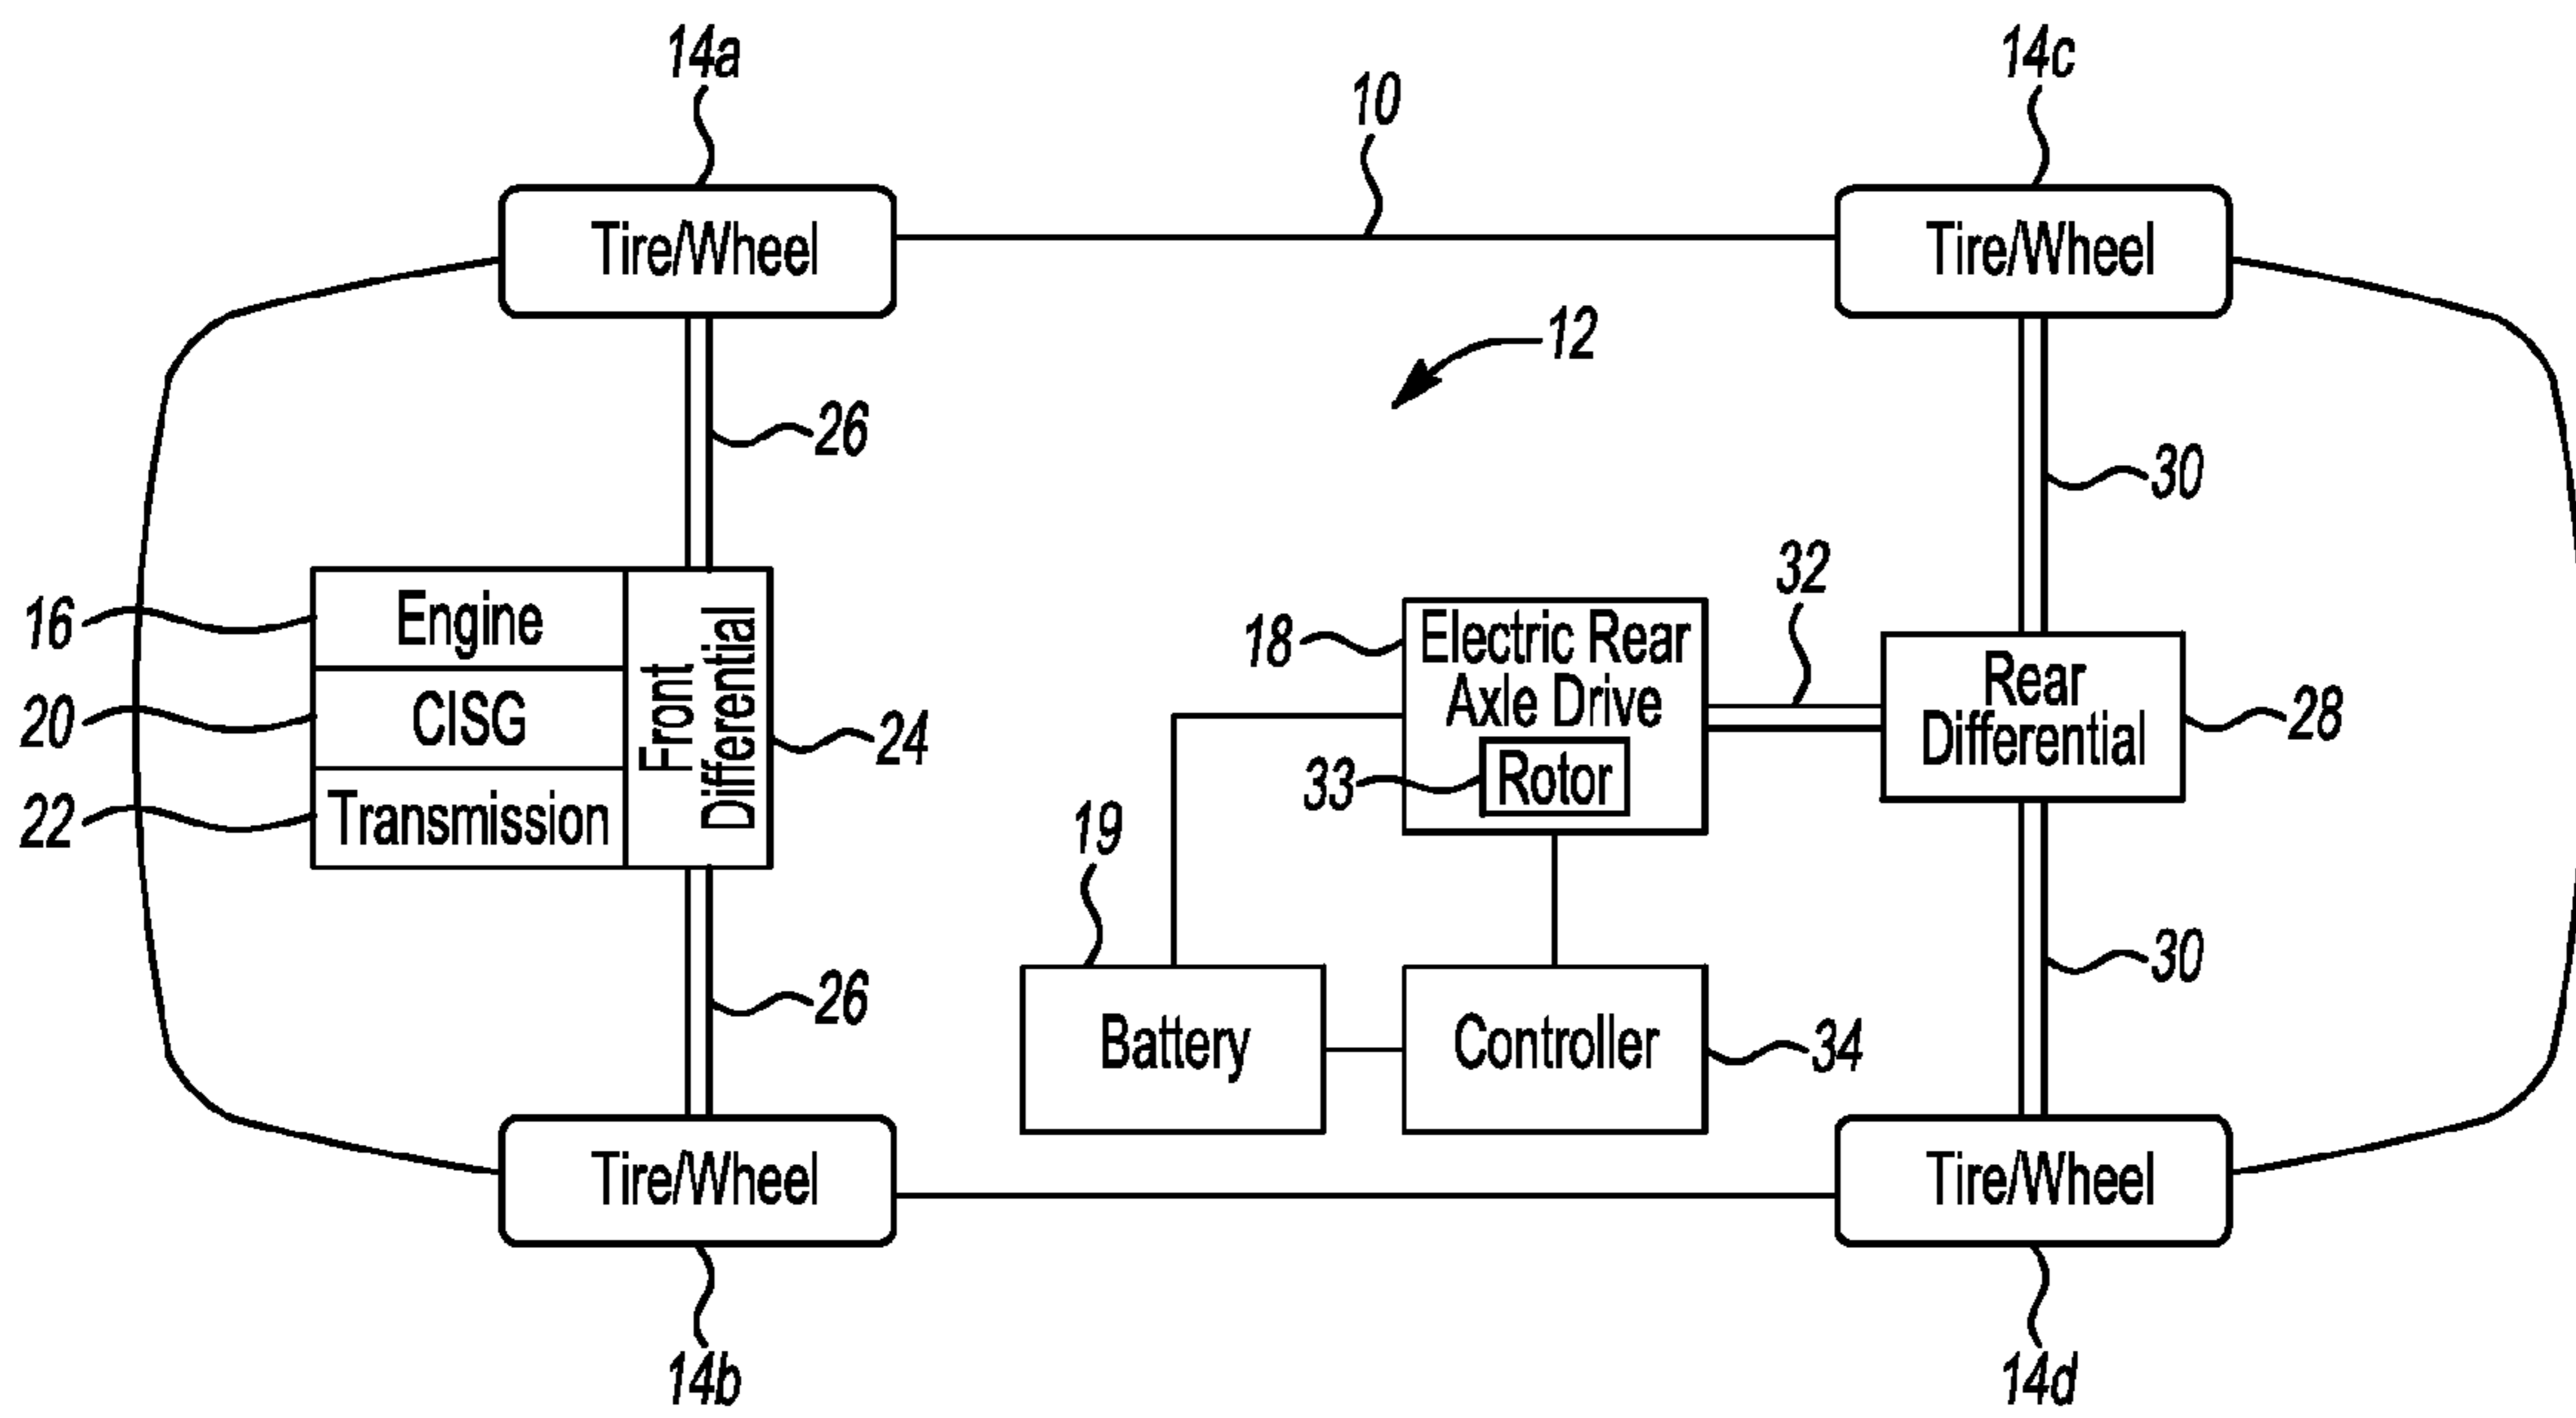 14a
14c
10
Tire/Wheel
Tire/Wheel
12
26
30
32
16
Engine
18
Electric Rear
Axle Drive
Rear
Differential
28
20
CISG
Front
Differential
24
33
Rotor
22
Transmission
19
30
26
Battery
Controller
34
Tire/Wheel
Tire/Wheel
14b
14d